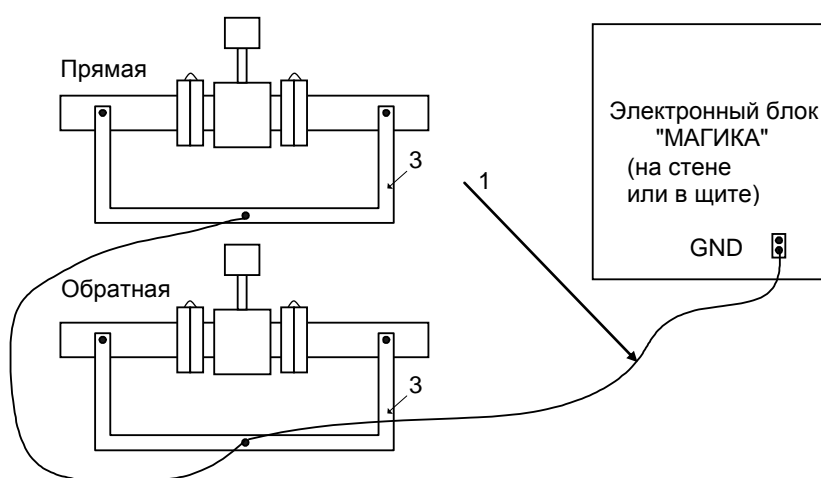 Прямая
3
1
Электронный блок
"МАГИКА"
(на стене
или в щите)
GND
Обратная
3